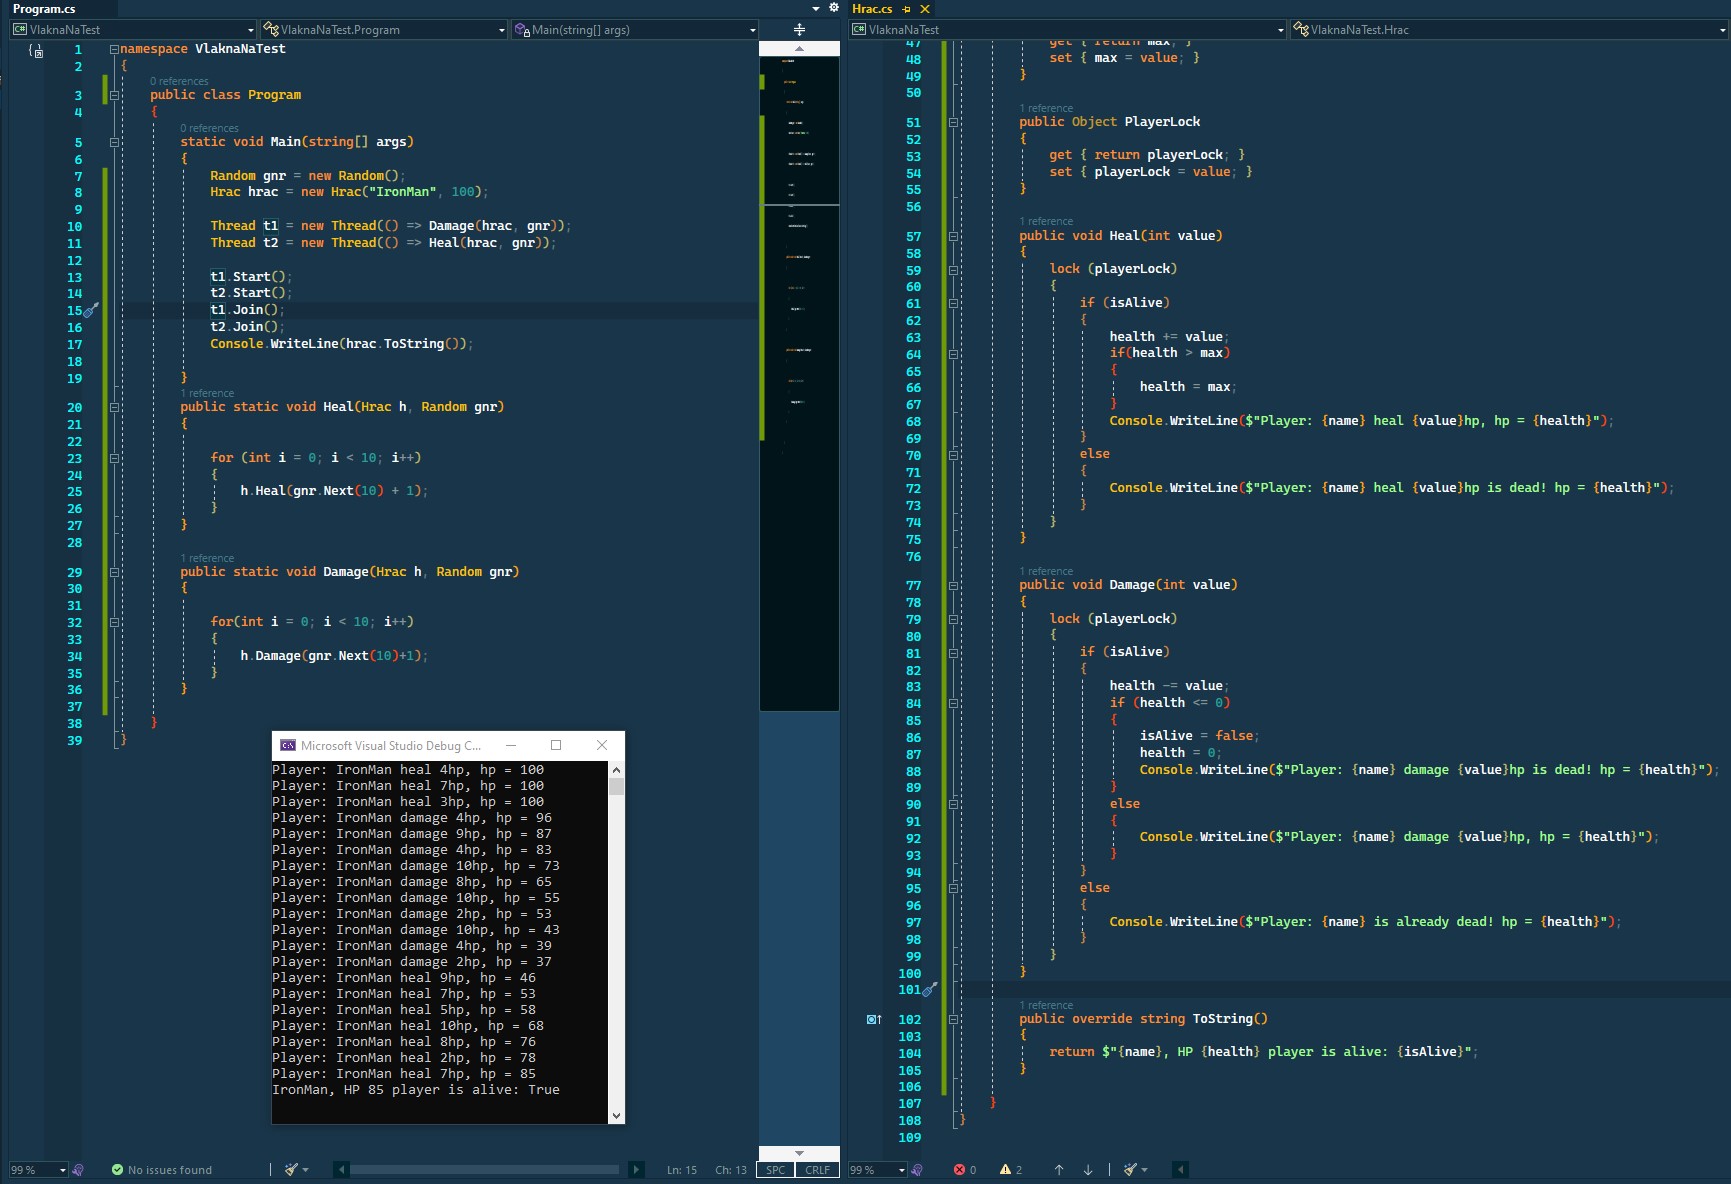 Program.cs
VlaknaNaTest
VlaknaNaTest.Program
Main(string[] args)
1 namespace VlaknaNaTest
2 {
0 references
3 public class Program
4 {
0 references
5 static void Main(string[] args)
6 {
7 Random gnr = new Random();
8 Hrac hrac = new Hrac("IronMan", 100);
9
10 Thread t1 = new Thread(() => Damage(hrac, gnr));
11 Thread t2 = new Thread(() => Heal(hrac, gnr));
12
13 t1.Start();
14 t2.Start();
15 t1.Join();
16 t2.Join();
17 Console.WriteLine(hrac.ToString());
18
19 }
1 reference
20 public static void Heal(Hrac h, Random gnr)
21 {
22
23 for (int i = 0; i < 10; i++)
24 {
25 h.Heal(gnr.Next(10) + 1);
26 }
27 }
28
1 reference
29 public static void Damage(Hrac h, Random gnr)
30 {
31
32 for(int i = 0; i < 10; i++)
33 {
34 h.Damage(gnr.Next(10)+1);
35 }
36 }
37
38 }
39 }
Microsoft Visual Studio Debug C...
Player: IronMan heal 4hp, hp = 100
Player: IronMan heal 7hp, hp = 100
Player: IronMan heal 3hp, hp = 100
Player: IronMan damage 4hp, hp = 96
Player: IronMan damage 9hp, hp = 87
Player: IronMan damage 4hp, hp = 83
Player: IronMan damage 10hp, hp = 73
Player: IronMan damage 8hp, hp = 65
Player: IronMan damage 10hp, hp = 55
Player: IronMan damage 2hp, hp = 53
Player: IronMan damage 10hp, hp = 43
Player: IronMan damage 4hp, hp = 39
Player: IronMan damage 2hp, hp = 37
Player: IronMan heal 9hp, hp = 46
Player: IronMan heal 7hp, hp = 53
Player: IronMan heal 5hp, hp = 58
Player: IronMan heal 10hp, hp = 68
Player: IronMan heal 8hp, hp = 76
Player: IronMan heal 2hp, hp = 78
Player: IronMan heal 7hp, hp = 85
IronMan, HP 85 player is alive: True
99 %
No issues found
Ln: 15 Ch: 13 SPC CRLF
Hrac.cs
VlaknaNaTest
VlaknaNaTest.Hrac
47 get { return max; }
48 set { max = value; }
49 }
50
1 reference
51 public Object PlayerLock
52 {
53 get { return playerLock; }
54 set { playerLock = value; }
55 }
56
1 reference
57 public void Heal(int value)
58 {
59 lock (playerLock)
60 {
61 if (isAlive)
62 {
63 health += value;
64 if(health > max)
65 {
66 health = max;
67 }
68 Console.WriteLine($"Player: {name} heal {value}hp, hp = {health}");
69 }
70 else
71 {
72 Console.WriteLine($"Player: {name} heal {value}hp is dead! hp = {health}");
73 }
74 }
75 }
76
1 reference
77 public void Damage(int value)
78 {
79 lock (playerLock)
80 {
81 if (isAlive)
82 {
83 health -= value;
84 if (health <= 0)
85 {
86 isAlive = false;
87 health = 0;
88 Console.WriteLine($"Player: {name} damage {value}hp is dead! hp = {health}");
89 }
90 else
91 {
92 Console.WriteLine($"Player: {name} damage {value}hp, hp = {health}");
93 }
94 }
95 else
96 {
97 Console.WriteLine($"Player: {name} is already dead! hp = {health}");
98 }
99 }
100 }
101
1 reference
102 public override string ToString()
103 {
104 return $"{name}, HP {health} player is alive: {isAlive}";
105 }
106
107 }
108 }
109
99 %
0 2